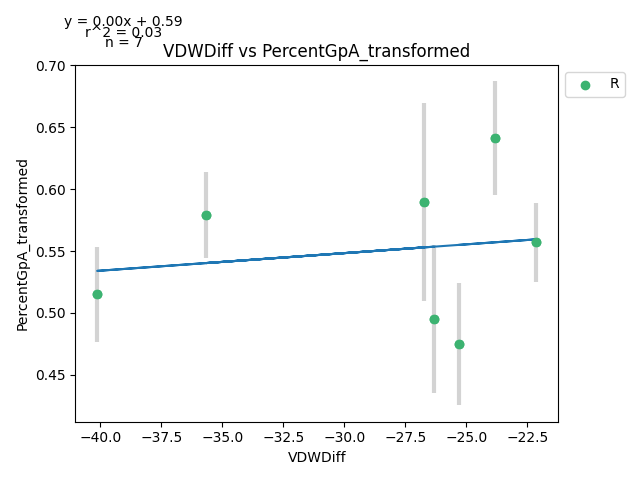 y = 0.00x + 0.59
r^2 = 0.03
n = 7
VDWDiff vs PercentGpA_transformed
R
PercentGpA_transformed
0.70
0.65
0.60
0.55
0.50
0.45
−40.0 −37.5 −35.0 −32.5 −30.0 −27.5 −25.0 −22.5
VDWDiff